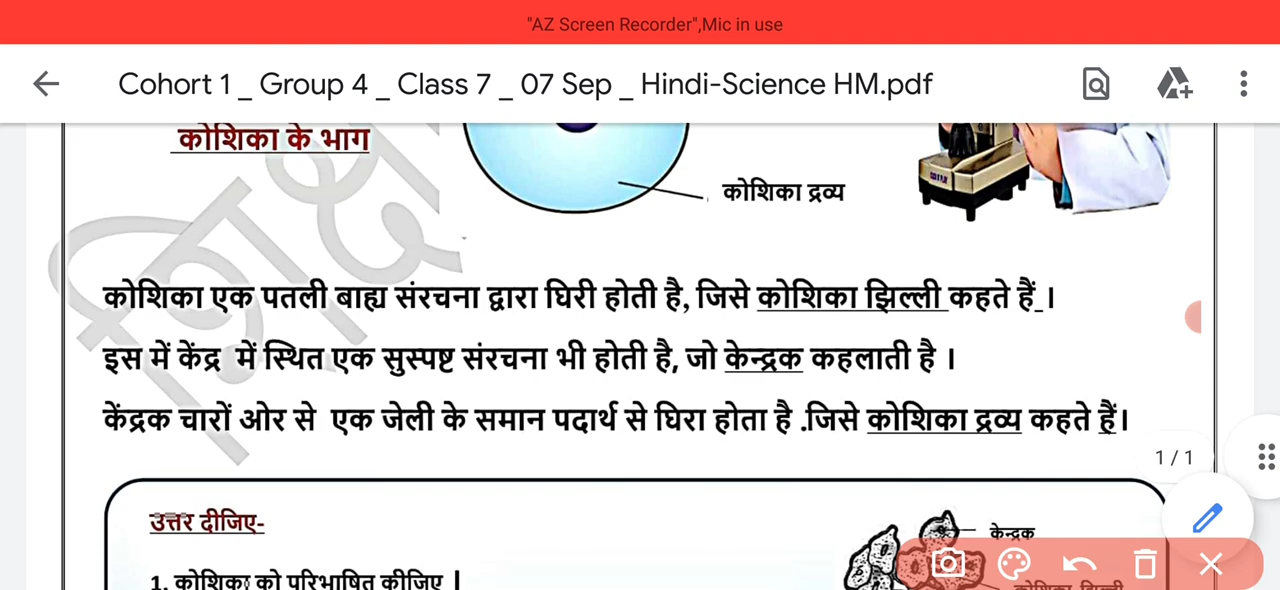 "AZ Screen Recorder",Mic in use
Cohort 1 _ Group 4 _ Class 7 _ 07 Sep _ Hindi-Science HM.pdf
कोशिका के भाग
कोशिका द्रव्य
कोशिका एक पतली बाह्य संरचना द्वारा घिरी होती है, जिसे कोशिका झिल्ली कहते हैं_।
इस में केंद्र में स्थित एक सुस्पष्ट संरचना भी होती है, जो केन्द्रक कहलाती है ।
केंद्रक चारों ओर से एक जेली के समान पदार्थ से घिरा होता है .जिसे कोशिका द्रव्य कहते हैं।
1 / 1
उत्तर दीजिए-
केन्द्रक
1. कोशिका को परिभाषित कीजिए |
कोशिका झिल्ली